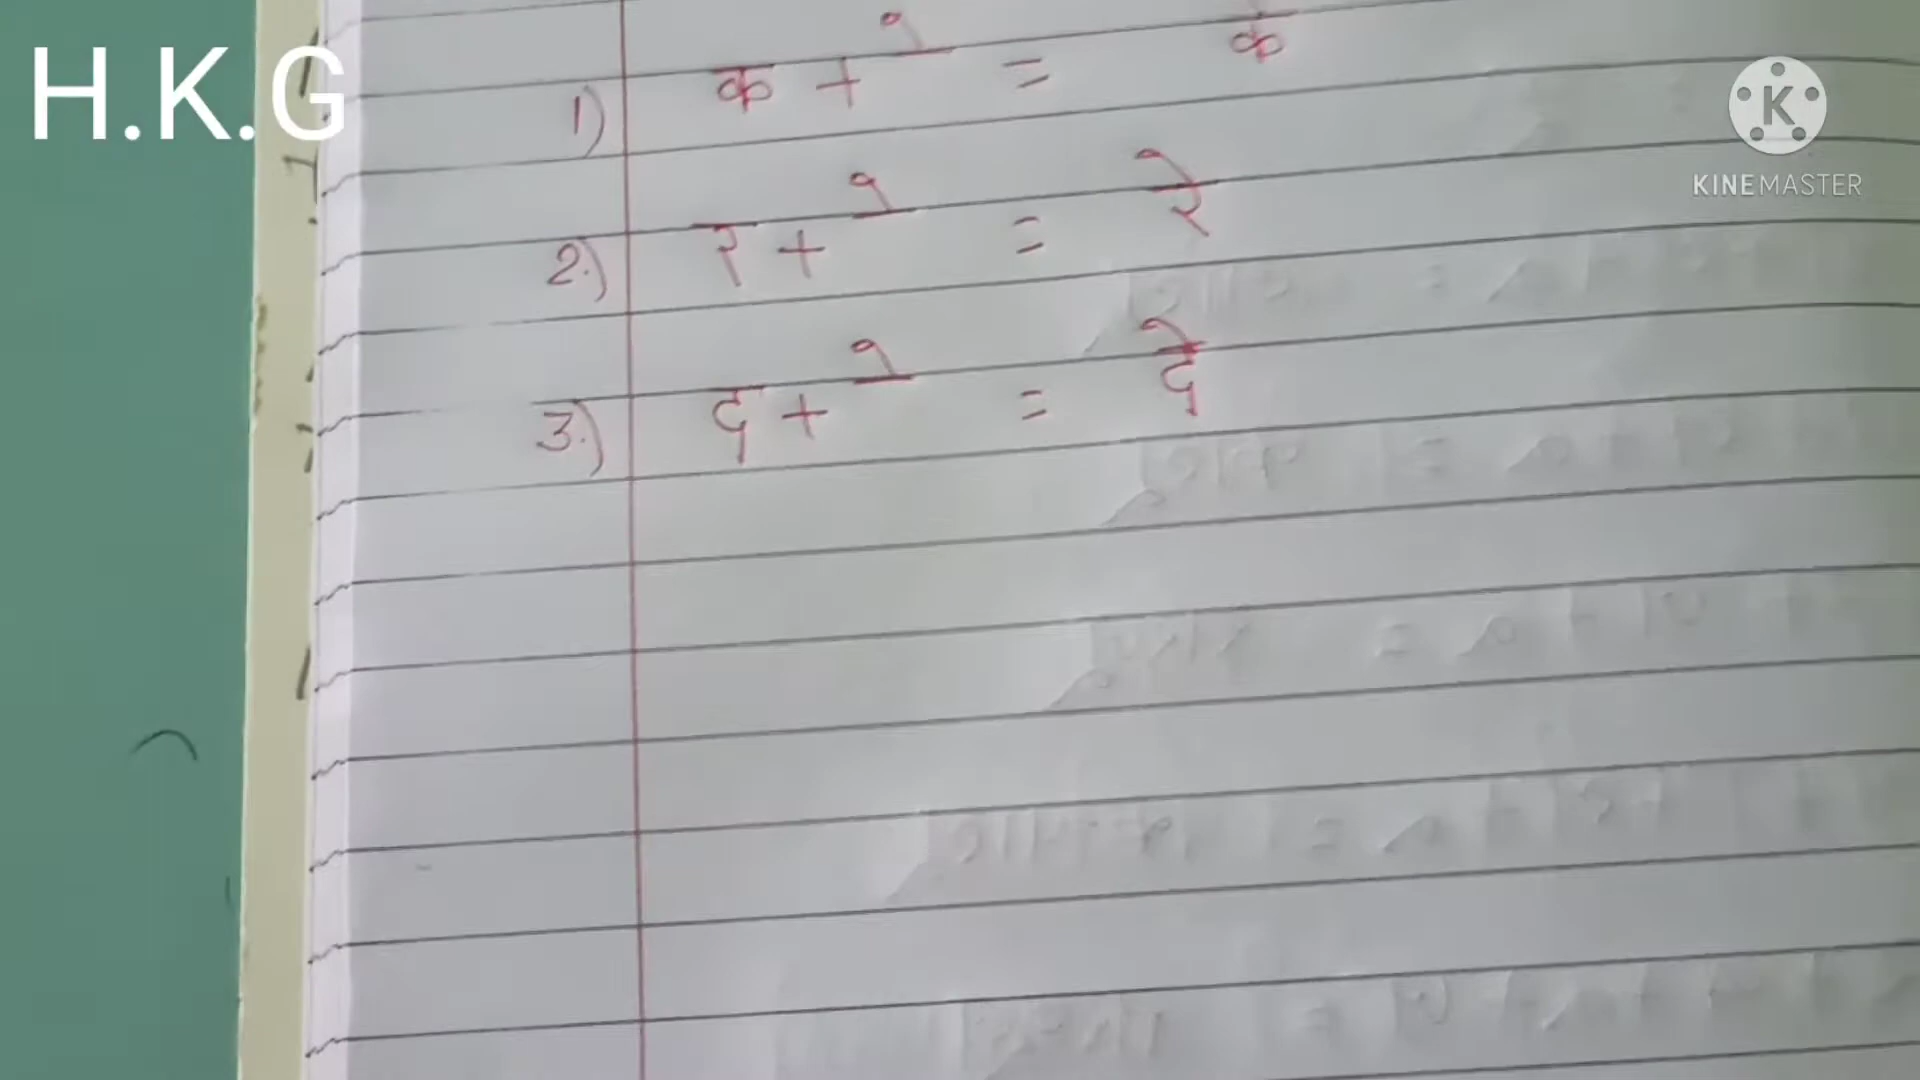 H.K.G
K
KINEMASTER
1) क + े = के
2.) र + े = रे
3.) द + े = दे